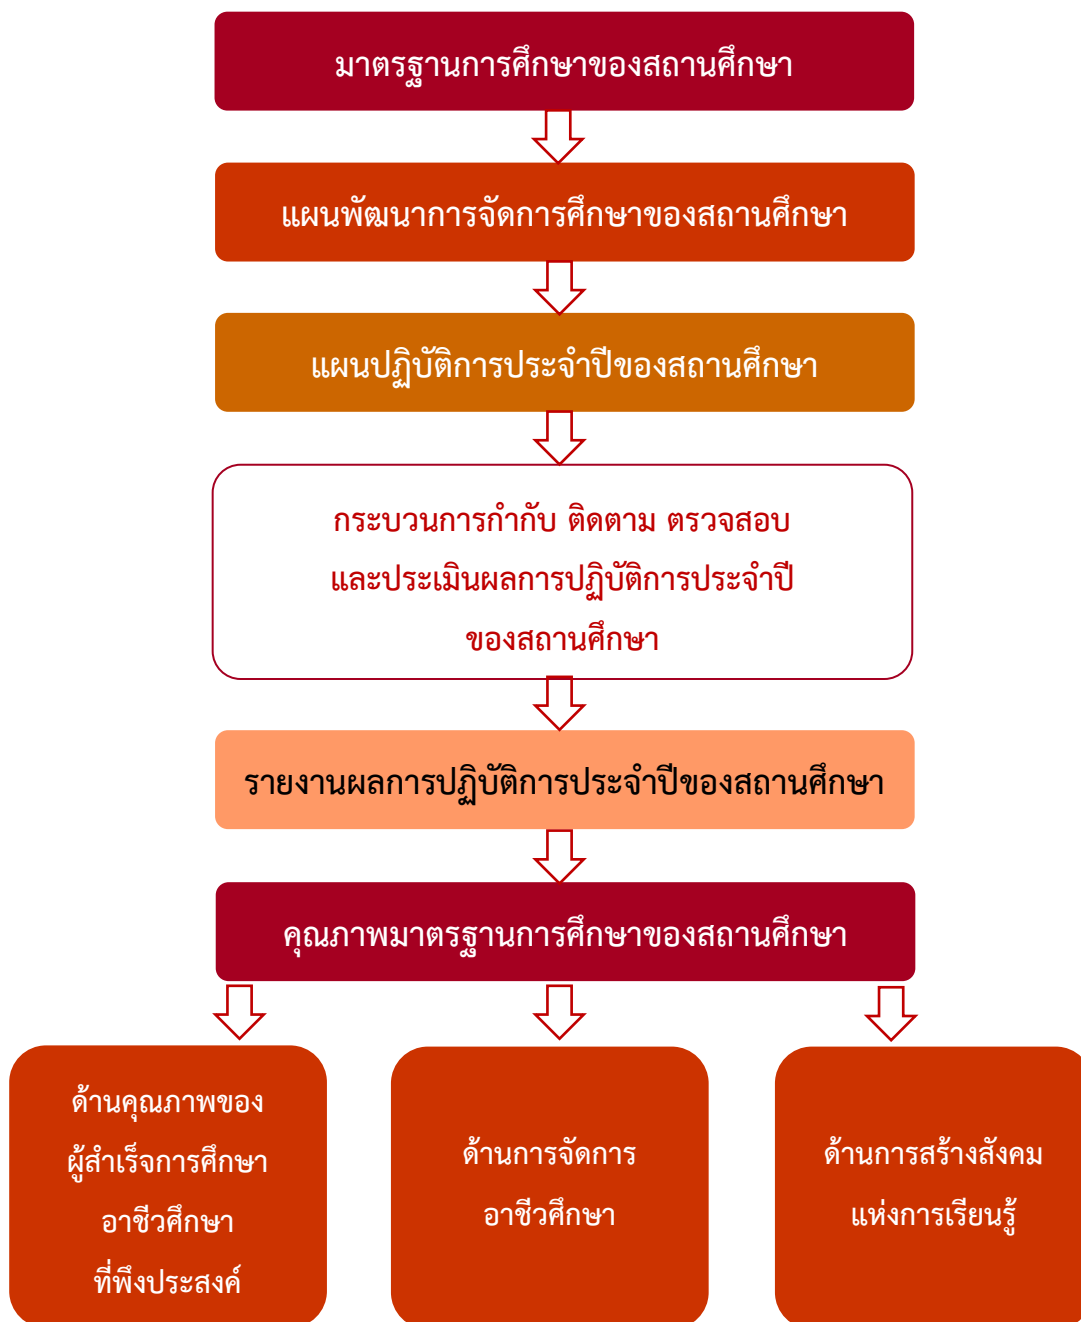 มาตรฐานการศึกษาของสถานศึกษา
แผนพัฒนาการจัดการศึกษาของสถานศึกษา
แผนปฏิบัติการประจำปีของสถานศึกษา
กระบวนการกำกับ ติดตาม ตรวจสอบ
และประเมินผลการปฏิบัติการประจำปี
ของสถานศึกษา
รายงานผลการปฏิบัติการประจำปีของสถานศึกษา
คุณภาพมาตรฐานการศึกษาของสถานศึกษา
ด้านคุณภาพของ
ผู้สำเร็จการศึกษา
อาชีวศึกษา
ที่พึงประสงค์
ด้านการจัดการ
อาชีวศึกษา
ด้านการสร้างสังคม
แห่งการเรียนรู้